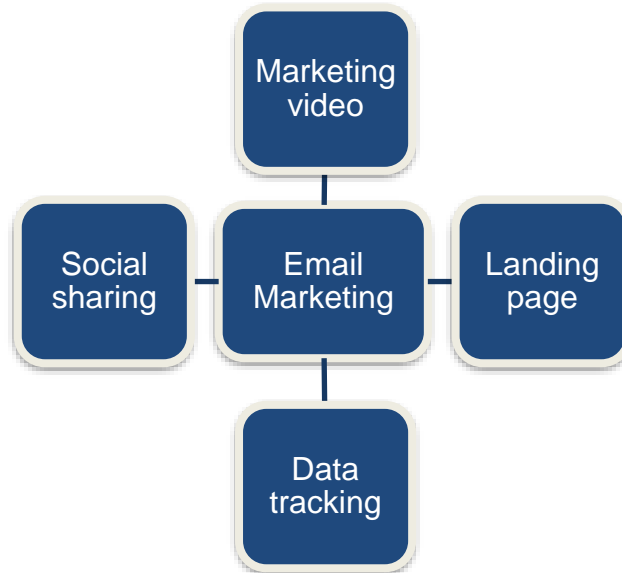 Marketing
video
Social
sharing
Email
Marketing
Landing
page
Data
tracking